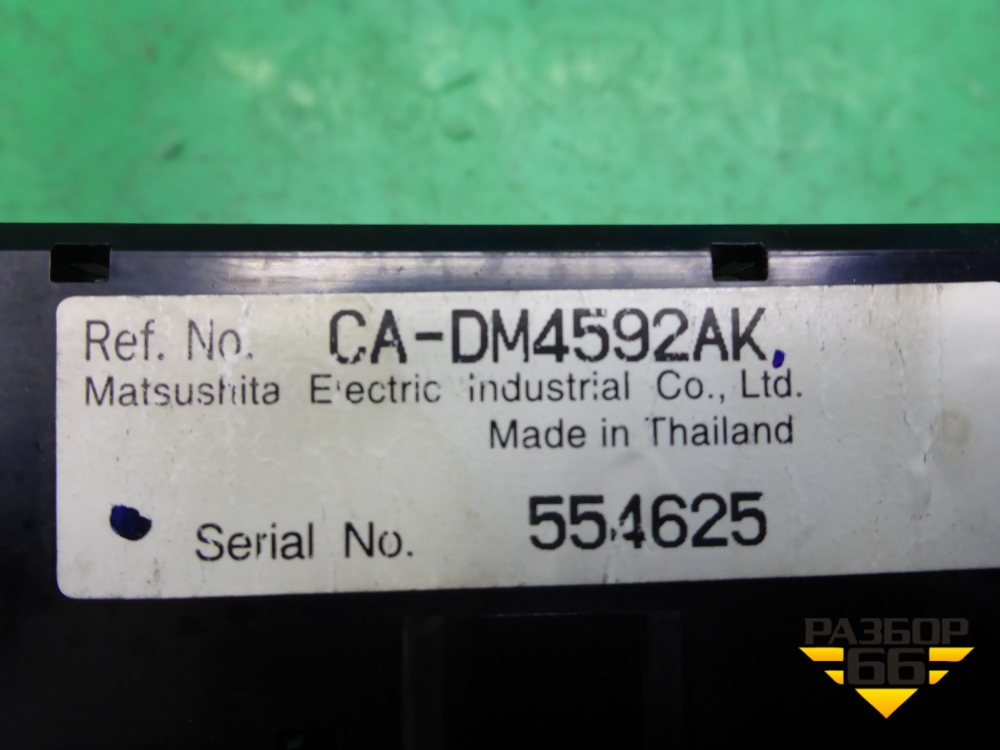 Ref. No. CA-DM4592AK
Matsushita Electric industrial Co., Ltd.
Made in Thailand
Serial No. 554625
РАЗБОР
66